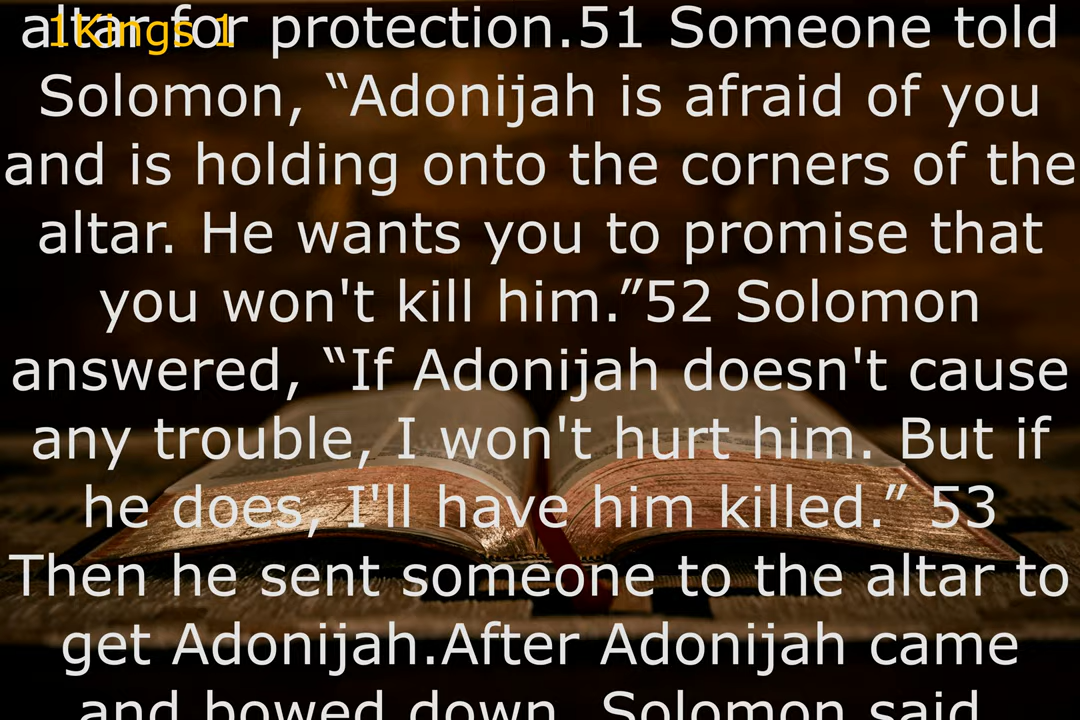 1Kings 1
altar for protection.51 Someone told
Solomon, “Adonijah is afraid of you
and is holding onto the corners of the
altar. He wants you to promise that
you won't kill him.”52 Solomon
answered, “If Adonijah doesn't cause
any trouble, I won't hurt him. But if
he does, I'll have him killed.” 53
Then he sent someone to the altar to
get Adonijah.After Adonijah came
and bowed down, Solomon said,